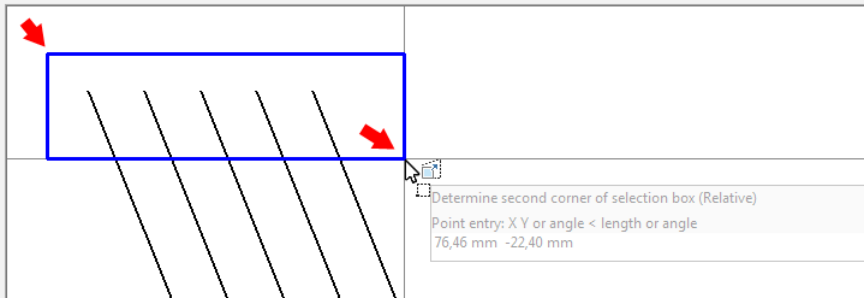 Determine second corner of selection box (Relative)
Point entry: X Y or angle < length or angle
76,46 mm -22,40 mm